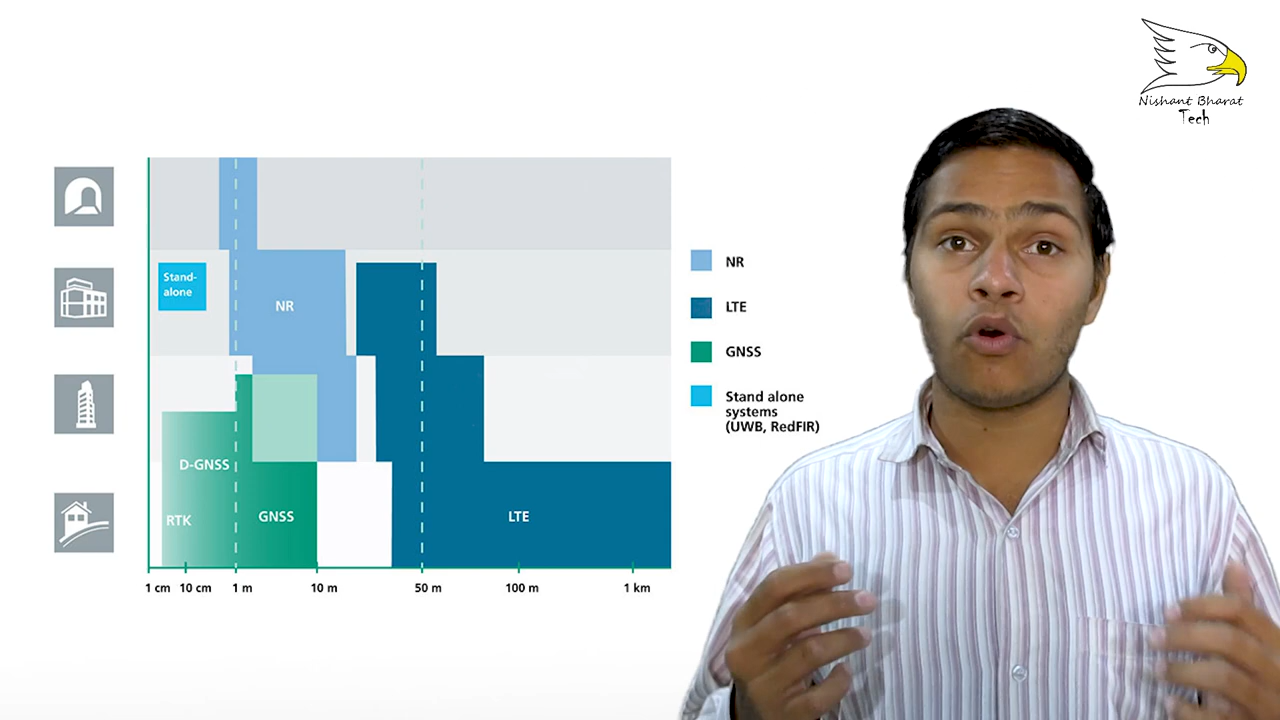 Nishant Bharat
Tech
Stand-
alone
NR
D-GNSS
RTK
GNSS
LTE
1 cm
10 cm
1 m
10 m
50 m
100 m
1 km
NR
LTE
GNSS
Stand alone
systems
(UWB, RedFIR)